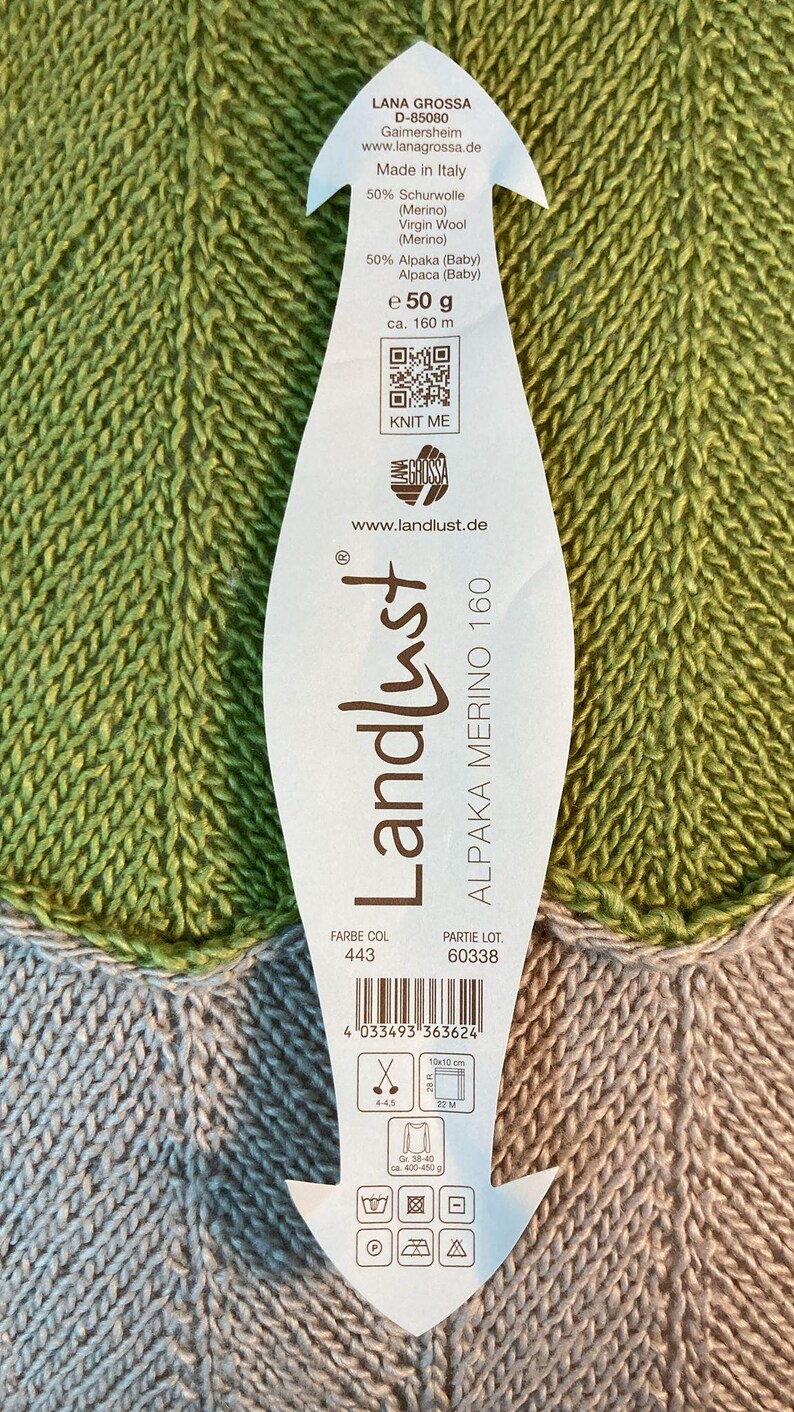 LANA GROSSA
D-85080
Gaimersheim
www.lanagrossa.de
Made in Italy
50% Schurwolle
(Merino)
Virgin Wool
(Merino)
50% Alpaka (Baby)
Alpaca (Baby)
e 50 g
ca. 160 m
KNIT ME
LANA GROSSA
www.landlust.de
Landlust®
ALPAKA MERINO 160
FARBE COL PARTIE LOT.
443 60338
4 033493 363624
10x10 cm
28 R
4-4,5 22 M
Gr. 38-40
ca. 400-450 g
P